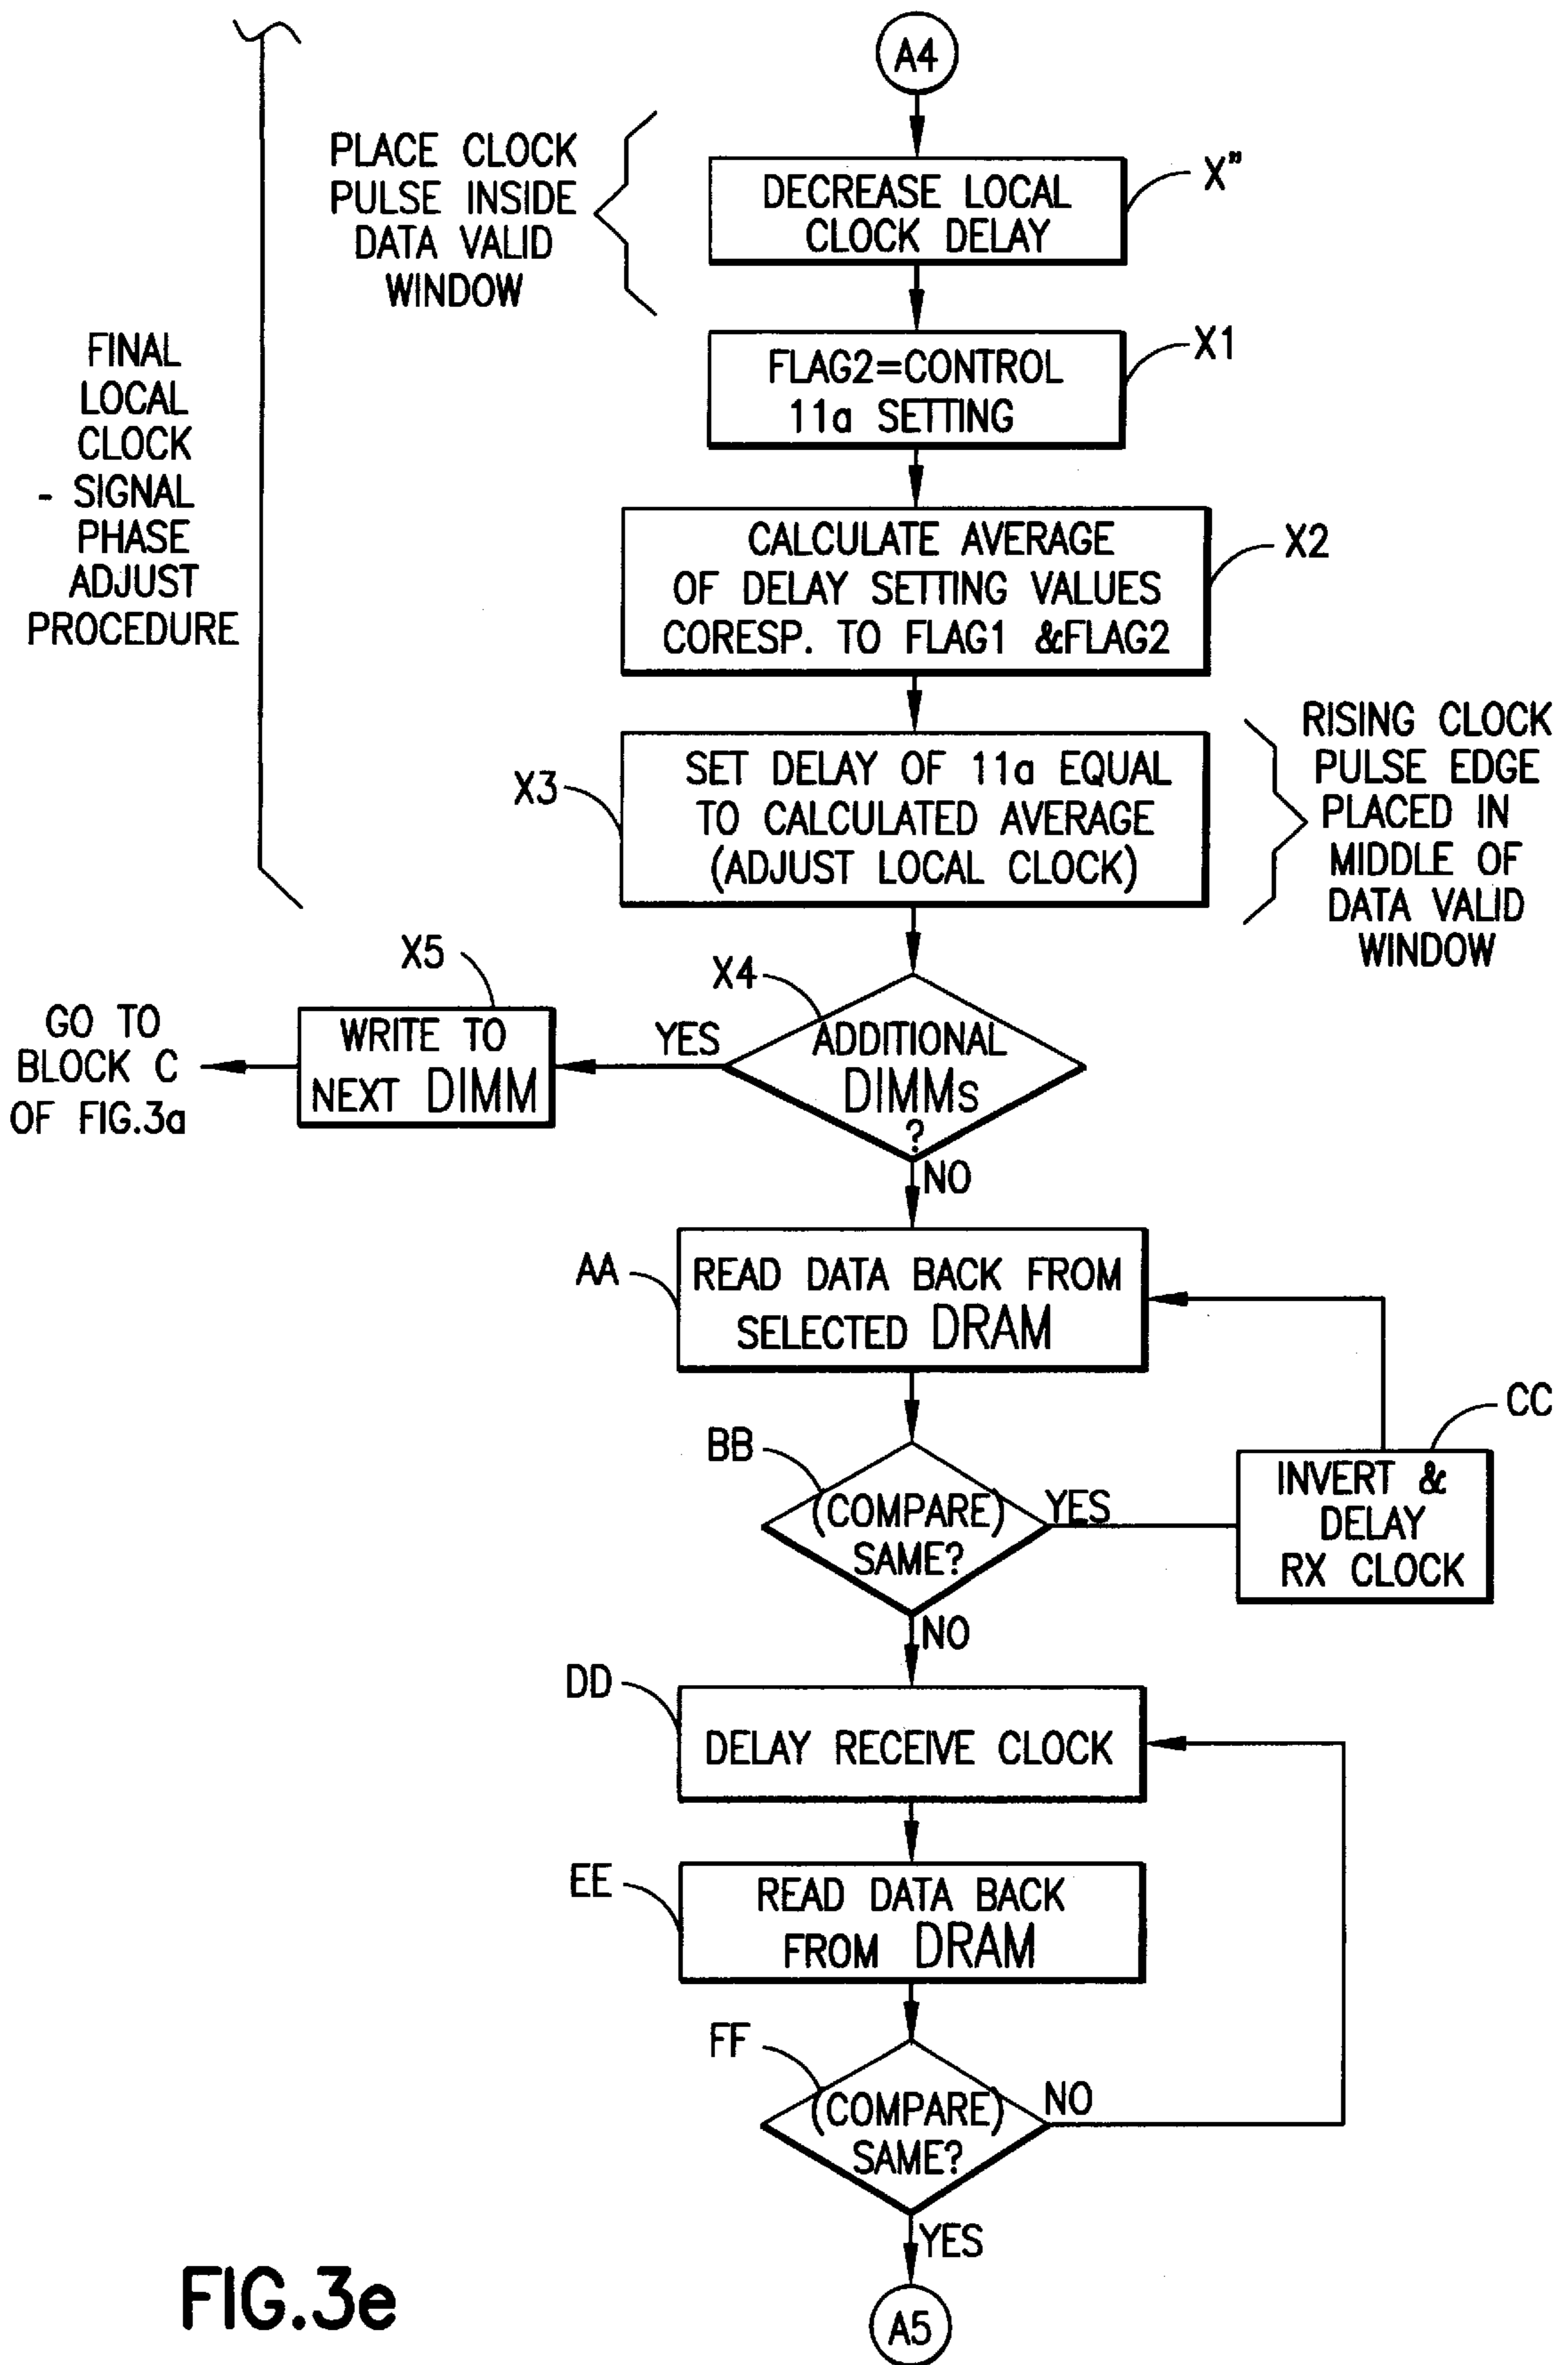 A4
PLACE CLOCK
PULSE INSIDE
DATA VALID
WINDOW
DECREASE LOCAL
CLOCK DELAY
X"
FINAL
LOCAL
CLOCK
- SIGNAL
PHASE
ADJUST
PROCEDURE
FLAG2=CONTROL
11a SETTING
X1
CALCULATE AVERAGE
OF DELAY SETTING VALUES
CORESP. TO FLAG1 &FLAG2
X2
X3
SET DELAY OF 11a EQUAL
TO CALCULATED AVERAGE
(ADJUST LOCAL CLOCK)
RISING CLOCK
PULSE EDGE
PLACED IN
MIDDLE OF
DATA VALID
WINDOW
GO TO
BLOCK C
OF FIG.3a
X5
WRITE TO
NEXT DIMM
YES
X4
ADDITIONAL
DIMMs
?
NO
AA
READ DATA BACK FROM
SELECTED DRAM
BB
(COMPARE)
SAME?
YES
CC
INVERT &
DELAY
RX CLOCK
NO
DD
DELAY RECEIVE CLOCK
EE
READ DATA BACK
FROM DRAM
FF
(COMPARE)
SAME?
NO
YES
A5
FIG.3e